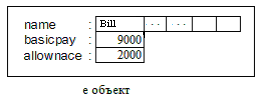 name : Bill ... ...
basicpay : 9000
allownace : 2000
e объект